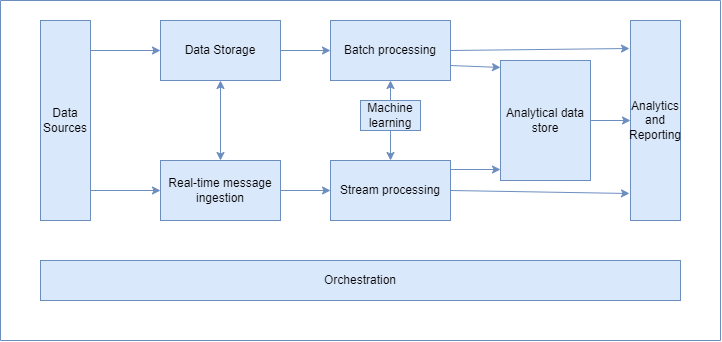 Data
Sources
Data Storage
Batch processing
Machine
learning
Analytical data
store
Analytics
and
Reporting
Real-time message
ingestion
Stream processing
Orchestration